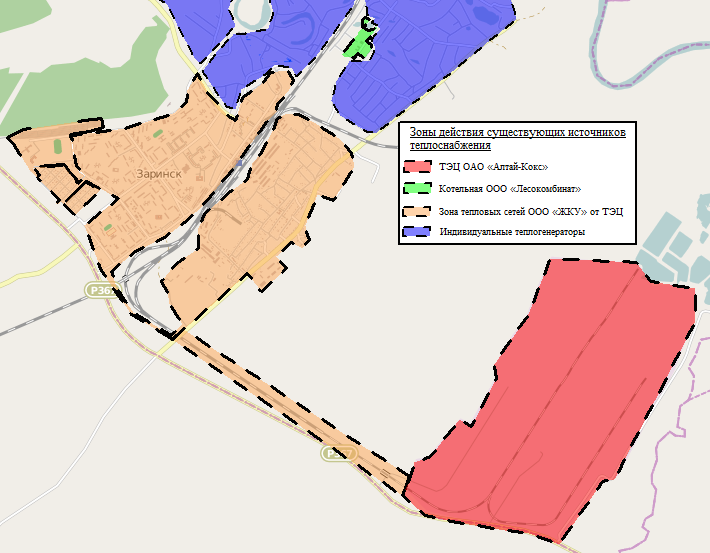 Зоны действия существующих источников
теплоснабжения
ТЭЦ ОАО «Алтай-Кокс»
Котельная ООО «Лесокомбинат»
Зона тепловых сетей ООО «ЖКУ» от ТЭЦ
Индивидуальные теплогенераторы
Заринск